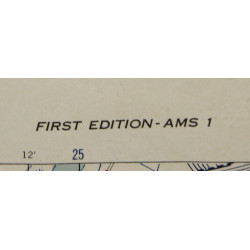 FIRST EDITION - AMS 1
12' 25